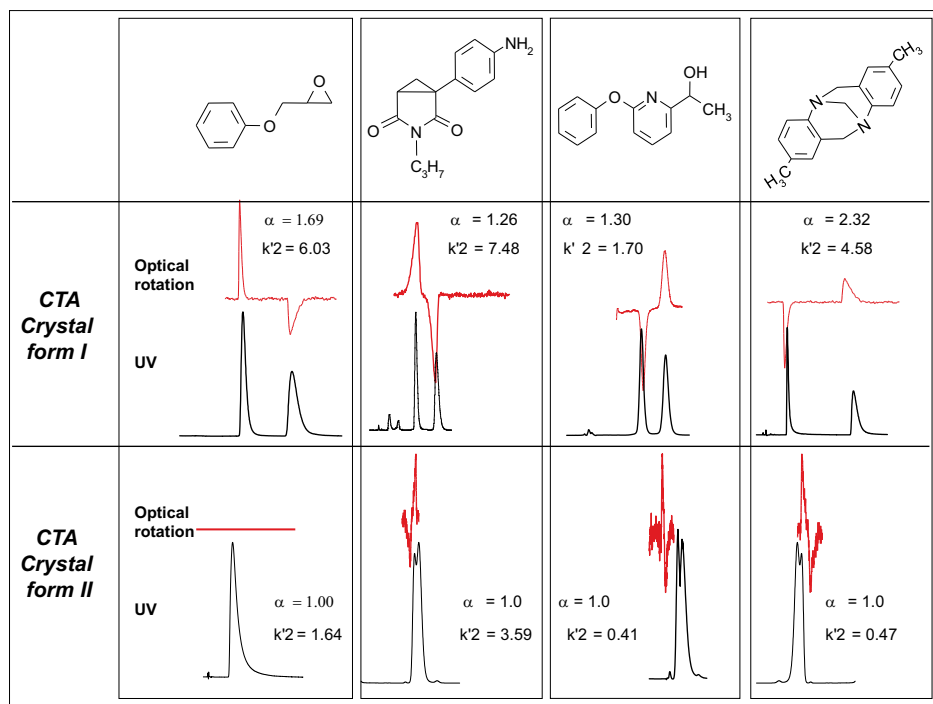 O
O
NH2
O
N
O
C3H7
O
N
OH
CH3
CH3
N
N
H3C
CTA
Crystal
form I
Optical
rotation
UV
α = 1.69
k'2 = 6.03
α = 1.26
k'2 = 7.48
α = 1.30
k' 2 = 1.70
α = 2.32
k'2 = 4.58
CTA
Crystal
form II
Optical
rotation
UV
α = 1.00
k'2 = 1.64
α = 1.0
k'2 = 3.59
α = 1.0
k'2 = 0.41
α = 1.0
k'2 = 0.47